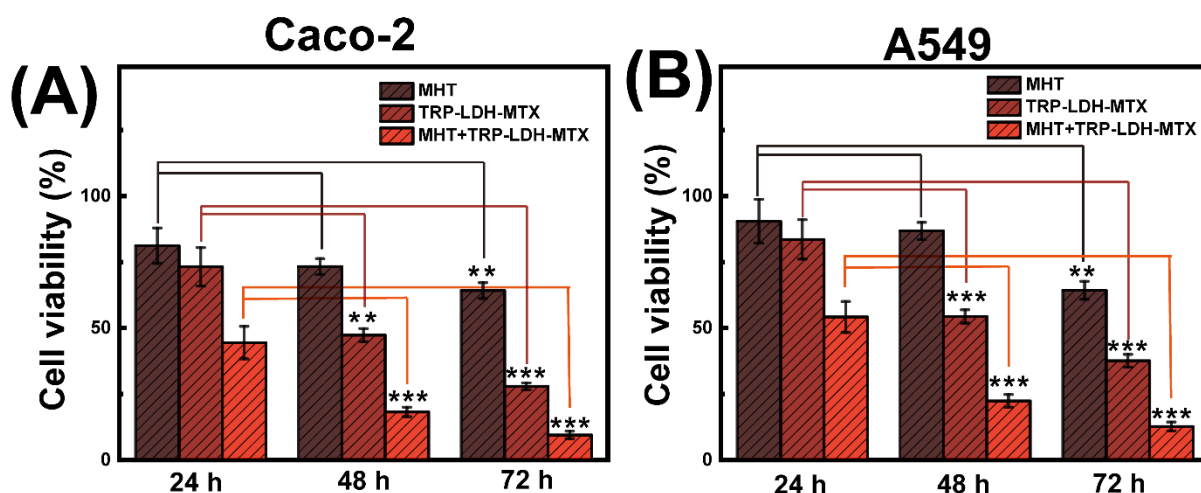 Caco-2
(A)
MHT
TRP-LDH-MTX
MHT+TRP-LDH-MTX
Cell viability (%)
100
50
0
**
**
***
***
***
24 h 48 h 72 h
A549
(B)
MHT
TRP-LDH-MTX
MHT+TRP-LDH-MTX
Cell viability (%)
100
50
0
**
***
***
***
***
24 h 48 h 72 h